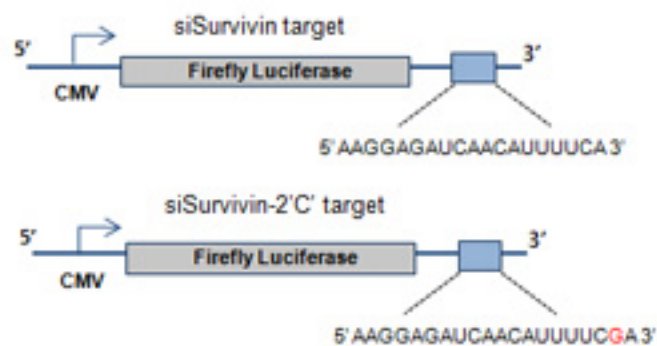 siSurvivin target
5′ 3′
Firefly Luciferase
CMV
5′ AAGGAGAUCAACAUUUUCA 3′
siSurvivin-2'C' target
5′ 3′
Firefly Luciferase
CMV
5′ AAGGAGAUCAACAUUUUCGA 3′